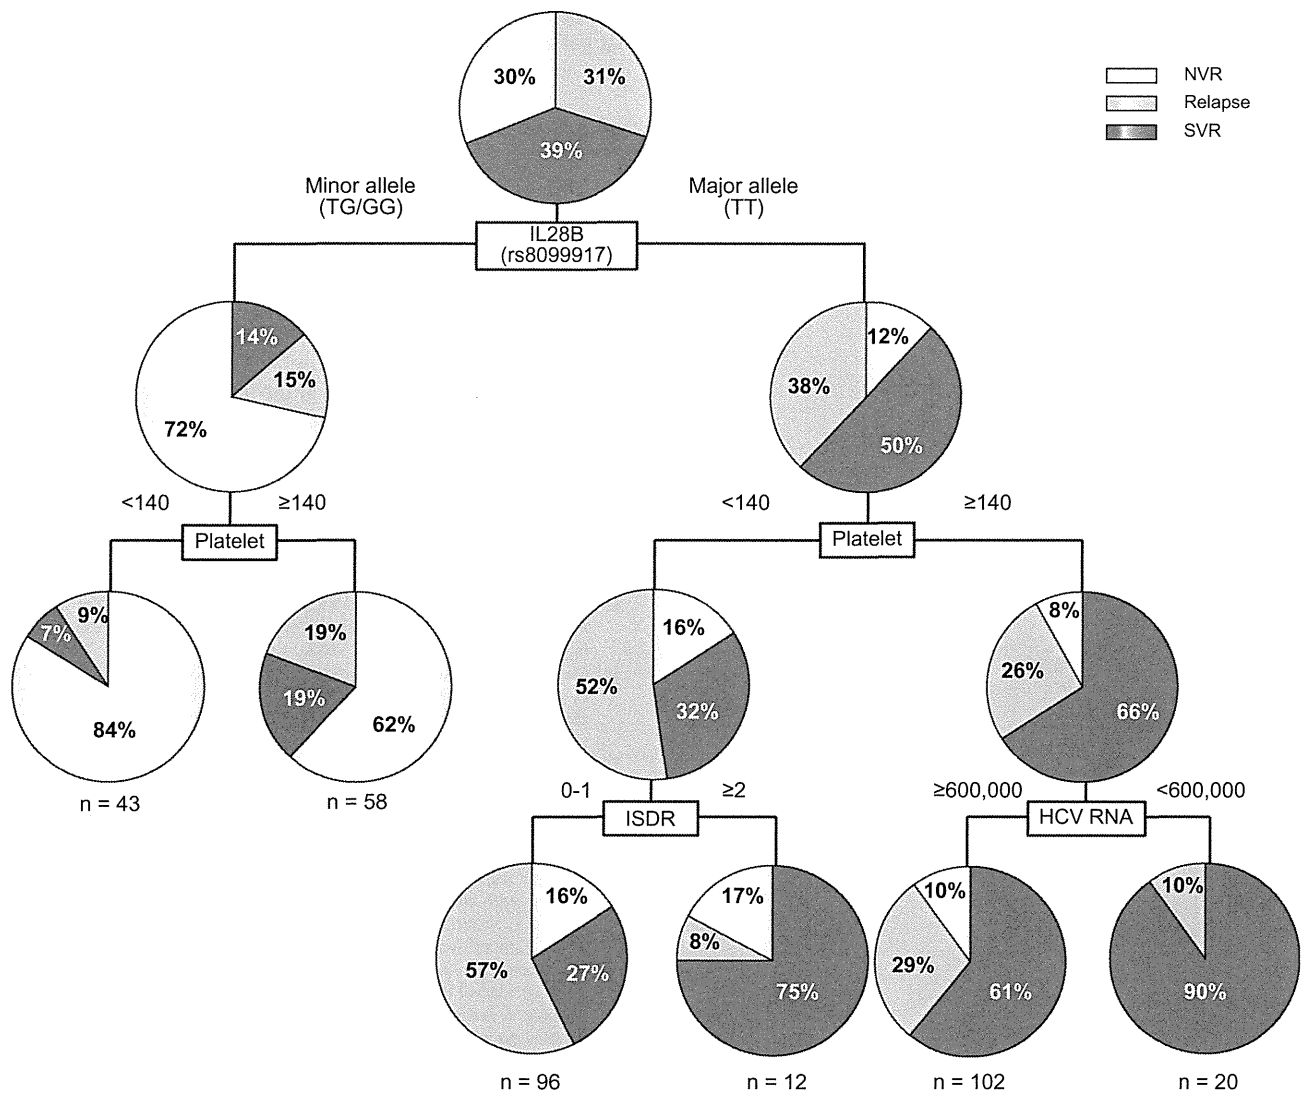 30%
31%
39%
NVR
Relapse
SVR
Minor allele
(TG/GG)
Major allele
(TT)
IL28B
(rs8099917)
14%
15%
72%
12%
38%
50%
<140
≥140
Platelet
<140
≥140
Platelet
9%
7%
84%
n = 43
19%
19%
62%
n = 58
16%
52%
32%
8%
26%
66%
0-1
≥2
ISDR
≥600,000
<600,000
HCV RNA
16%
57%
27%
n = 96
17%
8%
75%
n = 12
10%
29%
61%
n = 102
10%
90%
n = 20